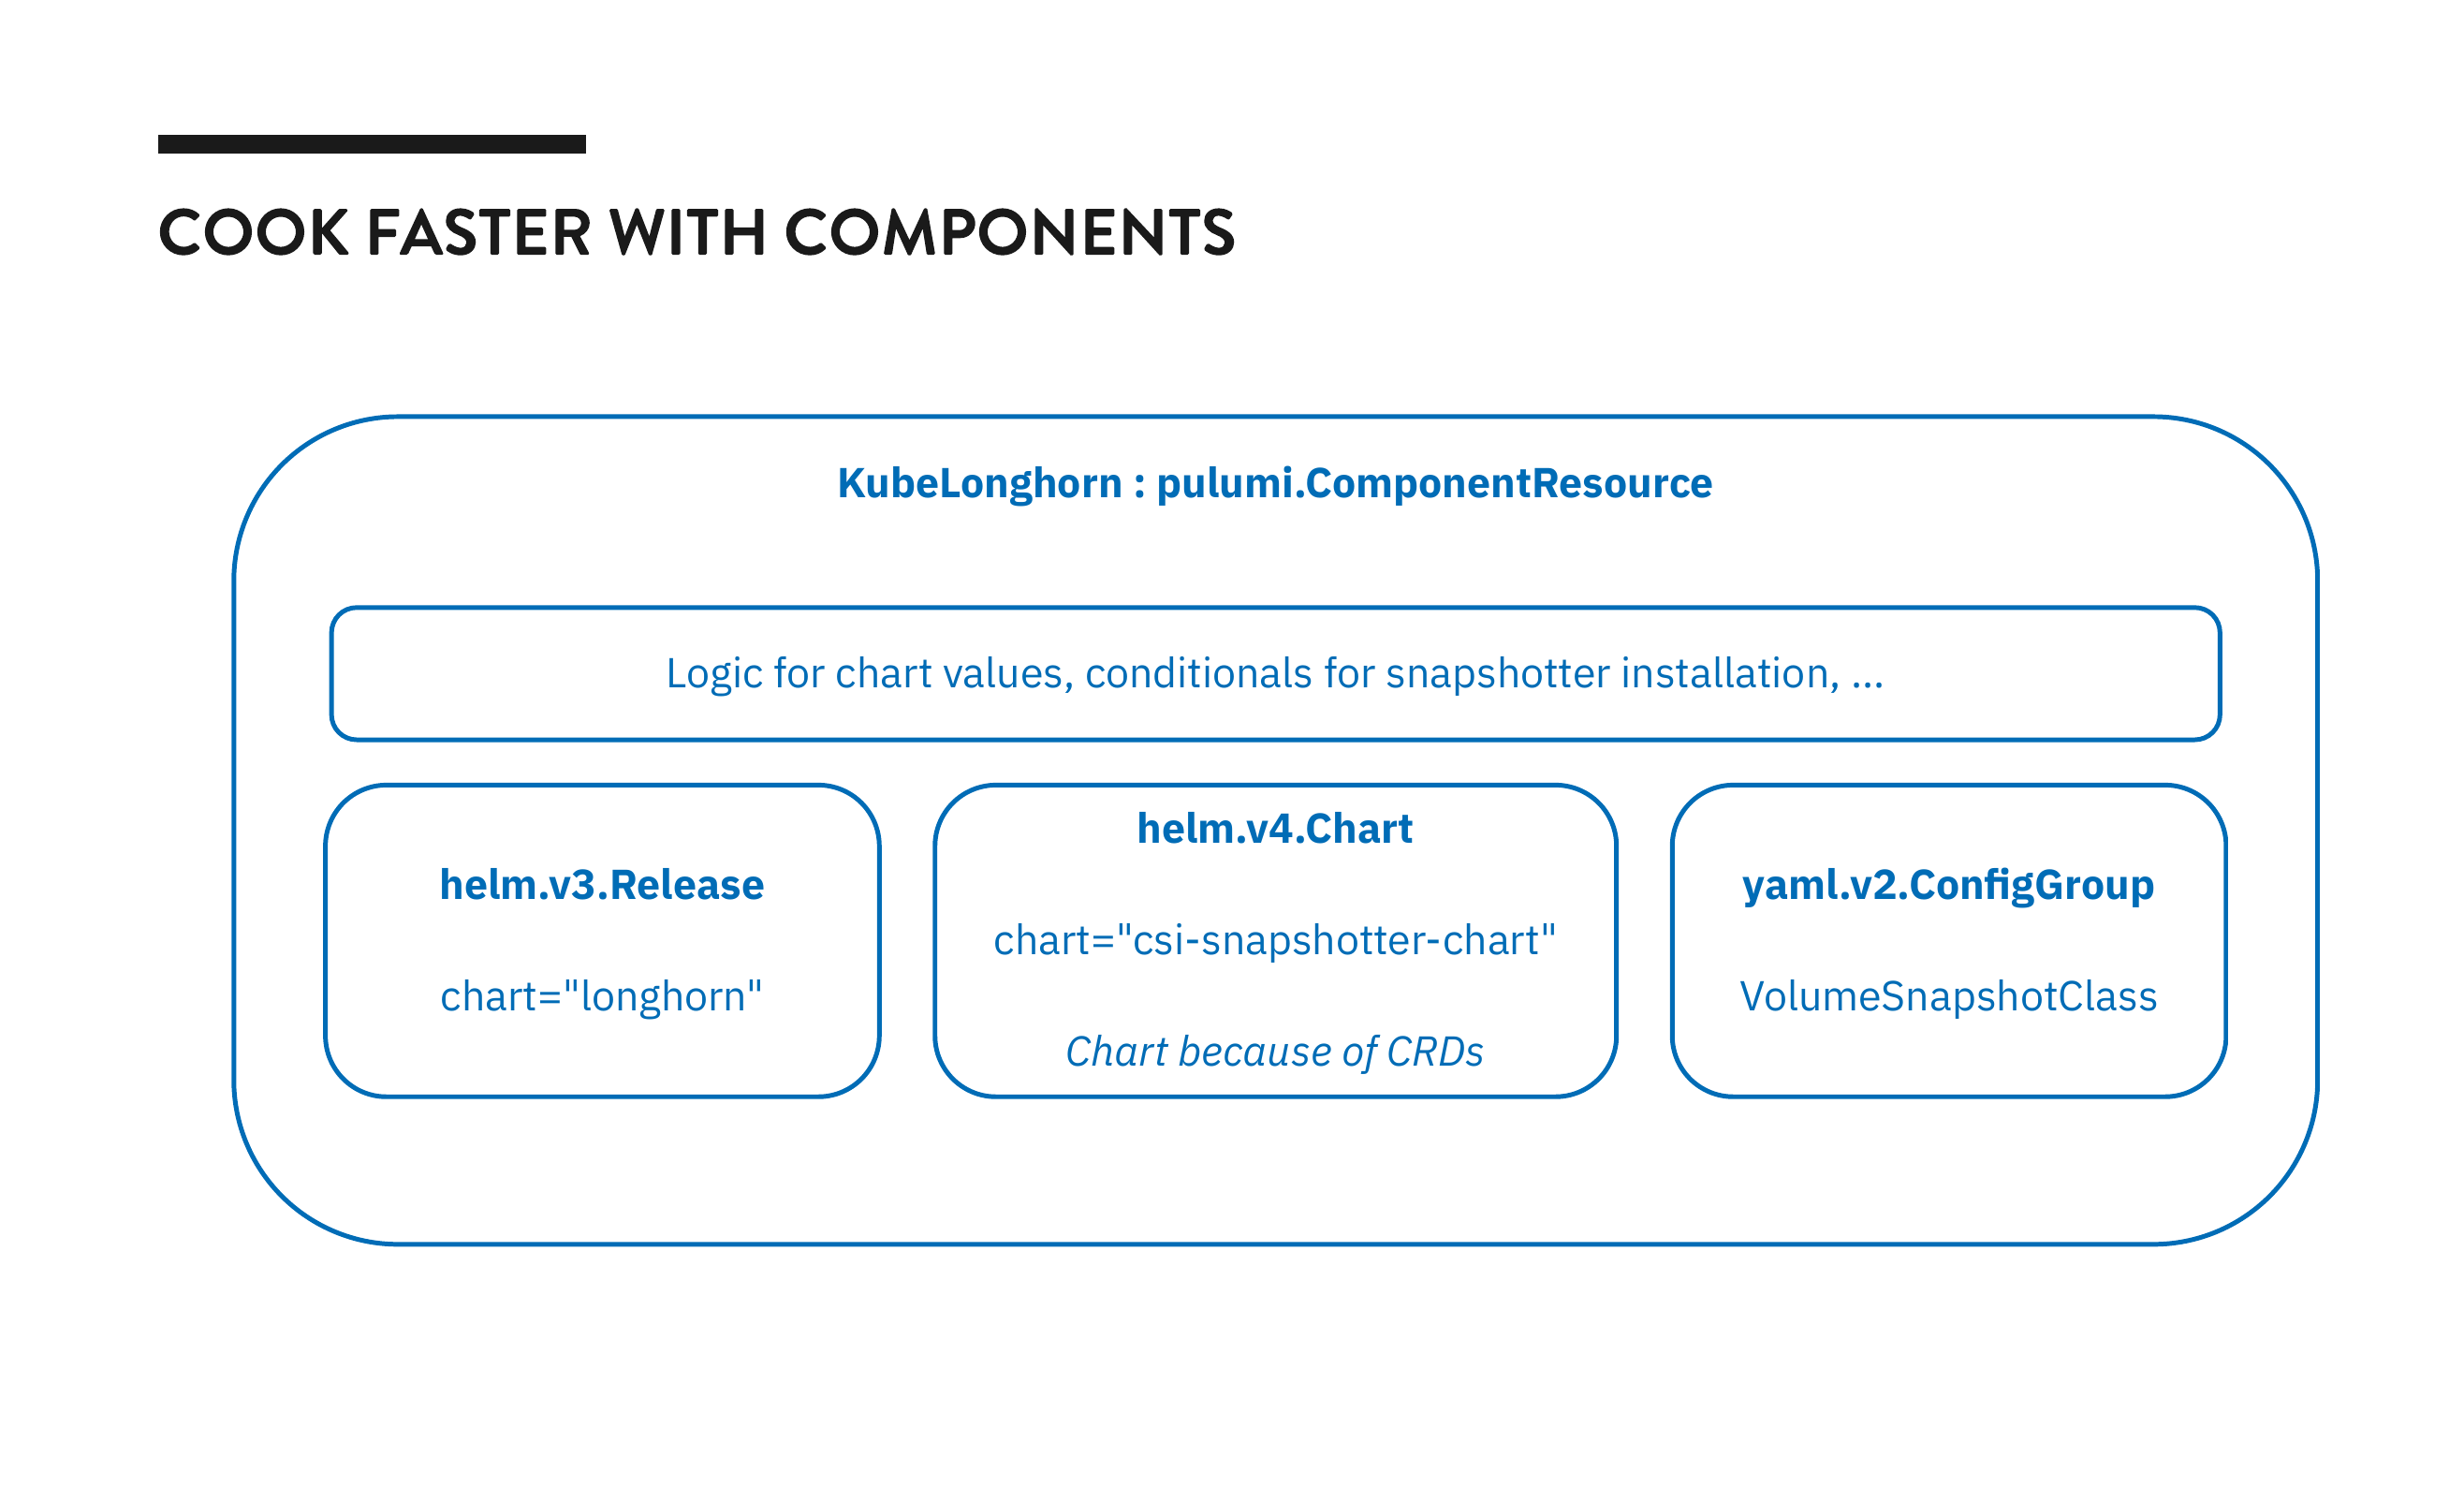 COOK FASTER WITH COMPONENTS
KubeLonghorn : pulumi.ComponentResource
Logic for chart values, conditionals for snapshotter installation, ...
helm.v3.Release
chart="longhorn"
helm.v4.Chart
chart="csi-snapshotter-chart"
Chart because of CRDs
yaml.v2.ConfigGroup
VolumeSnapshotClass